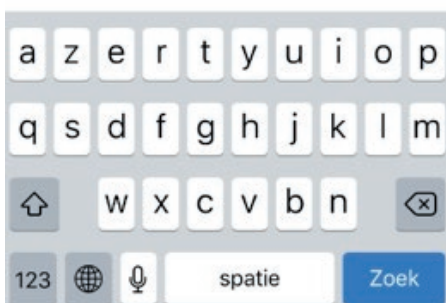 a z e r t y u i o p
q s d f g h j k l m
w x c v b n
123 spatie Zoek